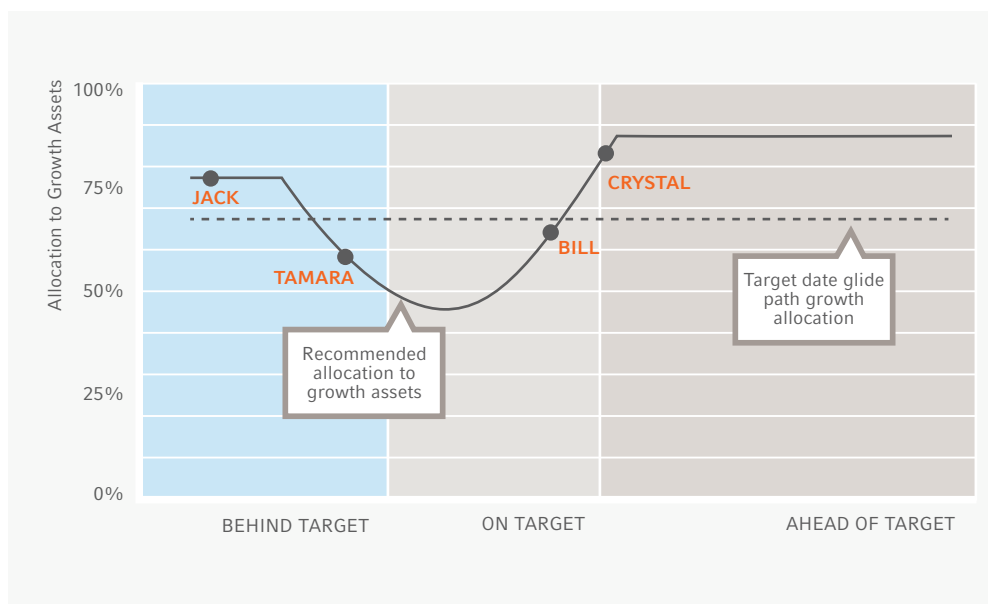 Allocation to Growth Assets
100%
75%
50%
25%
0%
JACK
TAMARA
BILL
CRYSTAL
Recommended
allocation to
growth assets
Target date glide
path growth
allocation
BEHIND TARGET
ON TARGET
AHEAD OF TARGET